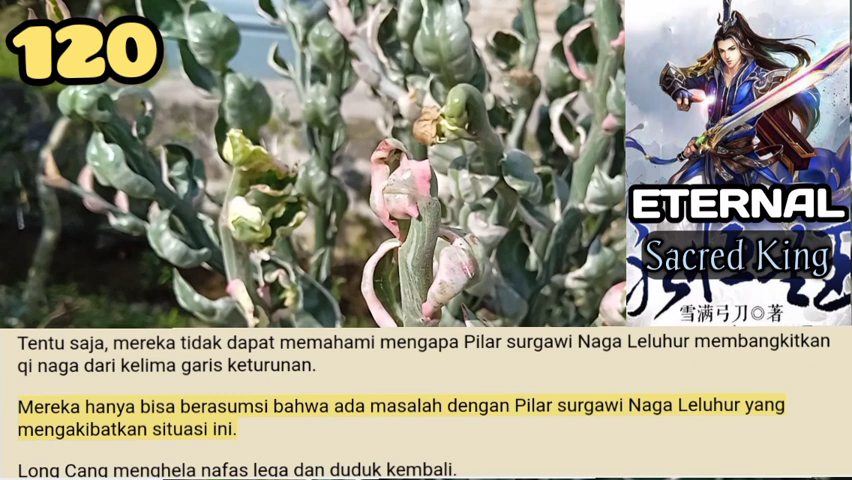 120
ETERNAL
Sacred King
雪满弓刀◎著
Tentu saja, mereka tidak dapat memahami mengapa Pilar surgawi Naga Leluhur membangkitkan
qi naga dari kelima garis keturunan.
Mereka hanya bisa berasumsi bahwa ada masalah dengan Pilar surgawi Naga Leluhur yang
mengakibatkan situasi ini.
Long Cang menghela nafas lega dan duduk kembali.